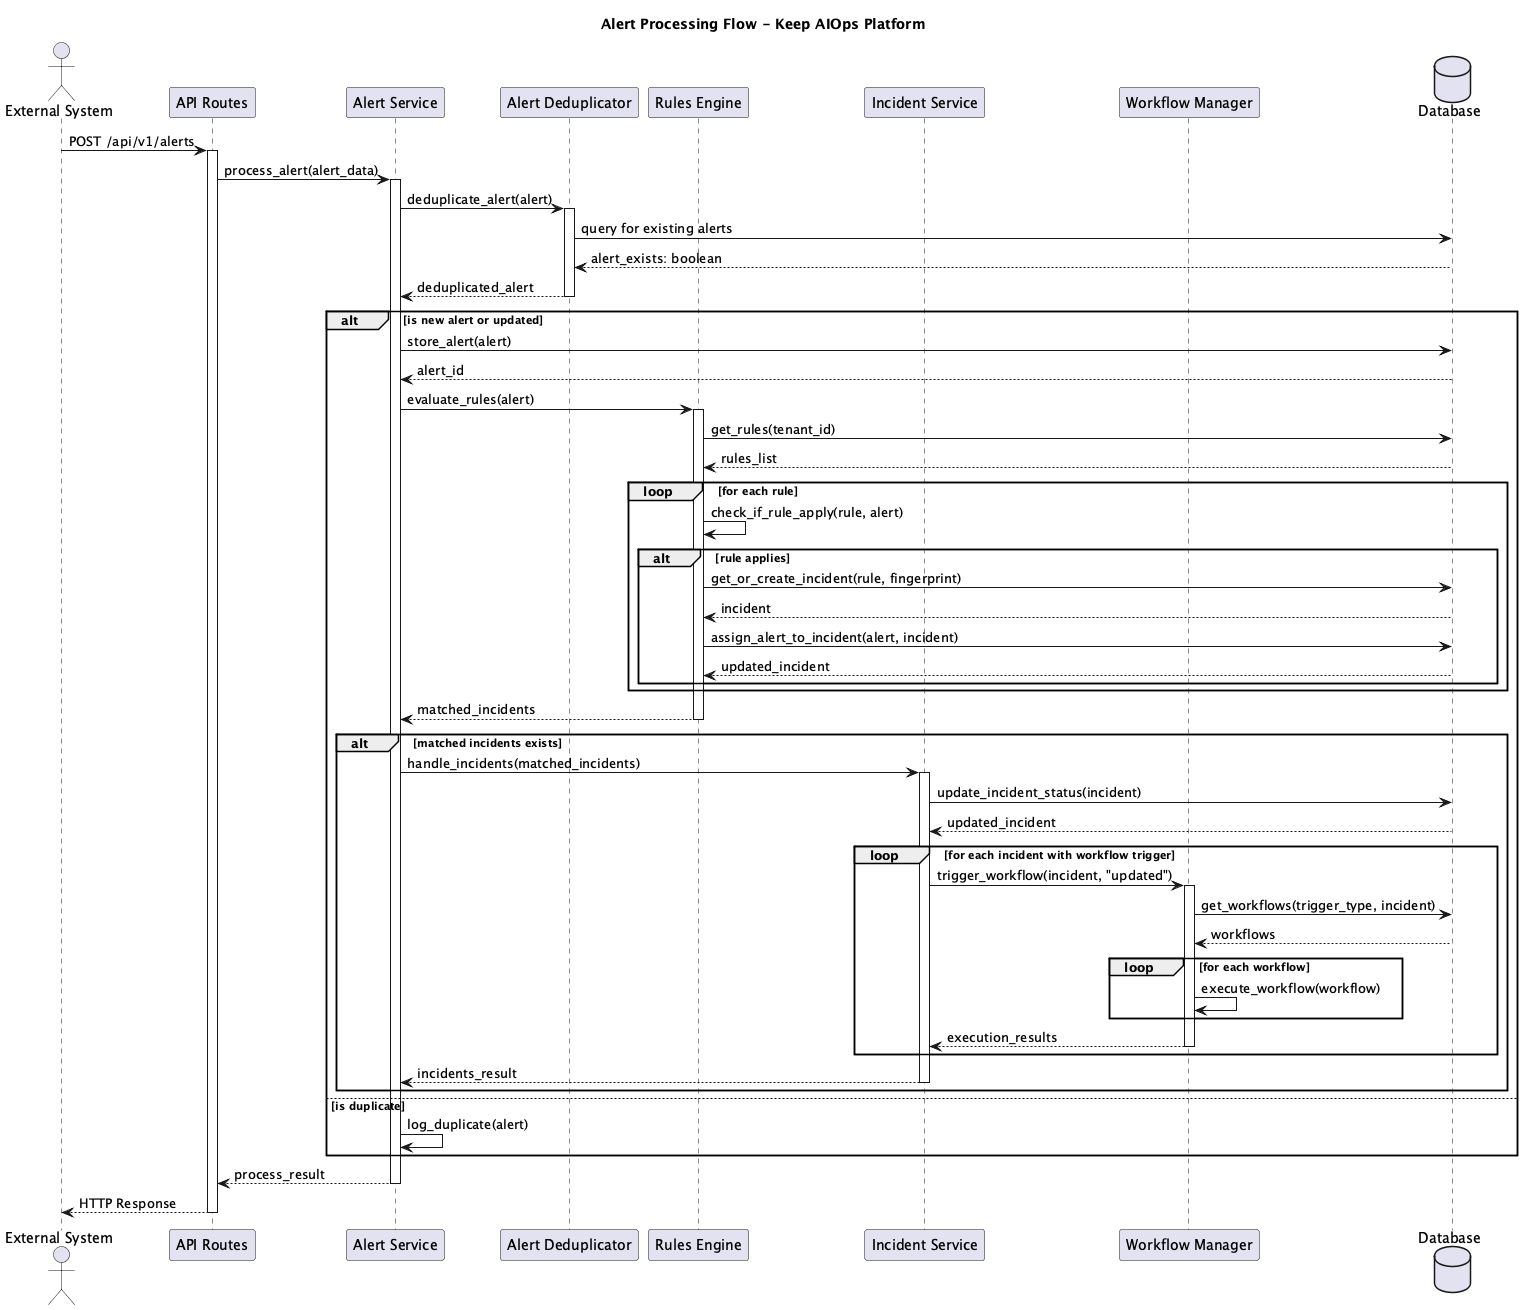 Alert Processing Flow - Keep AIOps Platform
External System
API Routes
Alert Service
Alert Deduplicator
Rules Engine
Incident Service
Workflow Manager
Database
POST /api/v1/alerts
process_alert(alert_data)
deduplicate_alert(alert)
query for existing alerts
alert_exists: boolean
deduplicated_alert
alt [is new alert or updated]
store_alert(alert)
alert_id
evaluate_rules(alert)
get_rules(tenant_id)
rules_list
loop [for each rule]
check_if_rule_apply(rule, alert)
alt [rule applies]
get_or_create_incident(rule, fingerprint)
incident
assign_alert_to_incident(alert, incident)
updated_incident
matched_incidents
alt [matched incidents exists]
handle_incidents(matched_incidents)
update_incident_status(incident)
updated_incident
loop [for each incident with workflow trigger]
trigger_workflow(incident, "updated")
get_workflows(trigger_type, incident)
workflows
loop [for each workflow]
execute_workflow(workflow)
execution_results
incidents_result
[is duplicate]
log_duplicate(alert)
process_result
HTTP Response
External System
API Routes
Alert Service
Alert Deduplicator
Rules Engine
Incident Service
Workflow Manager
Database